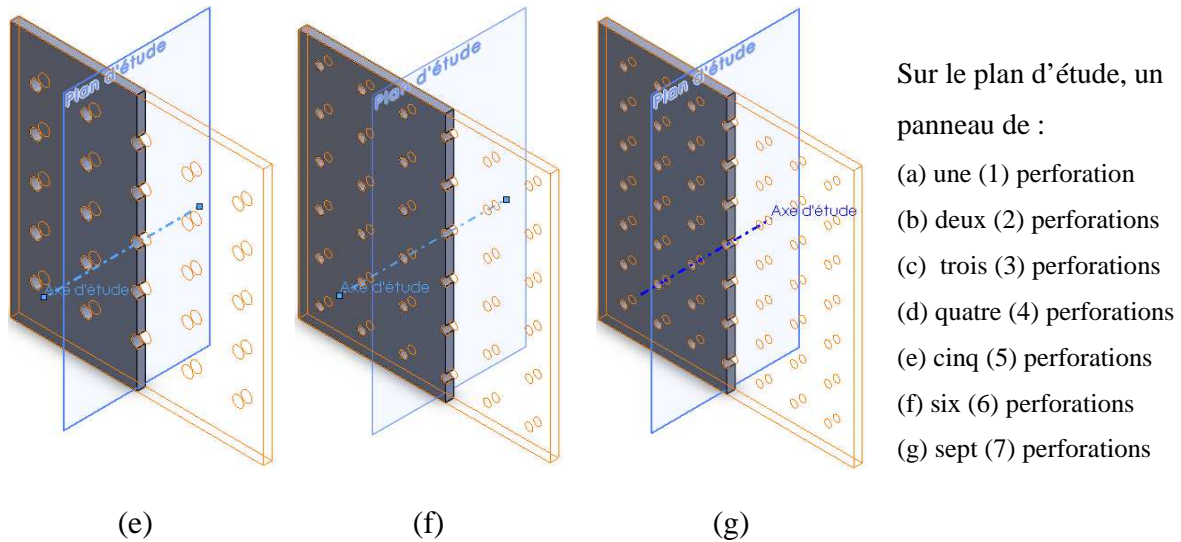 Plan d'étude
Axe d'étude
Plan d'étude
Axe d'étude
Plan d'étude
Axe d'étude
Sur le plan d’étude, un
panneau de :
(a) une (1) perforation
(b) deux (2) perforations
(c) trois (3) perforations
(d) quatre (4) perforations
(e) cinq (5) perforations
(f) six (6) perforations
(g) sept (7) perforations
(e) (f) (g)